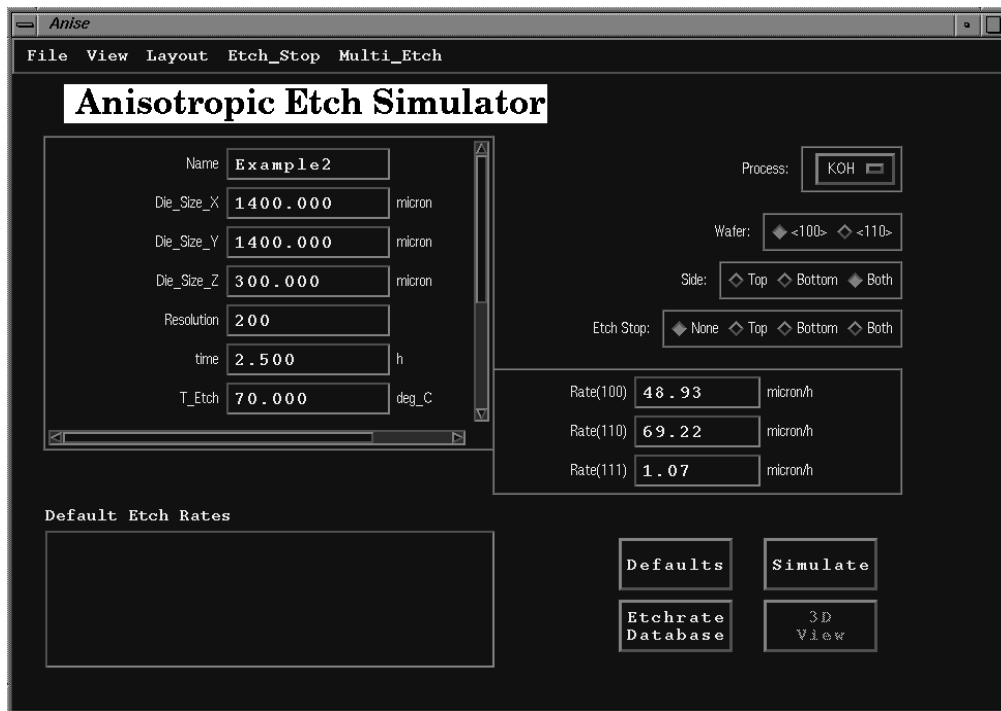 Anise
File View Layout Etch_Stop Multi_Etch
Anisotropic Etch Simulator
Name Example2
Die_Size_X 1400.000 micron
Die_Size_Y 1400.000 micron
Die_Size_Z 300.000 micron
Resolution 200
time 2.500 h
T_Etch 70.000 deg_C
Process: KOH
Wafer: <100> <110>
Side: Top Bottom Both
Etch Stop: None Top Bottom Both
Rate(100) 48.93 micron/h
Rate(110) 69.22 micron/h
Rate(111) 1.07 micron/h
Default Etch Rates
Defaults
Simulate
Etchrate
Database
3D
View